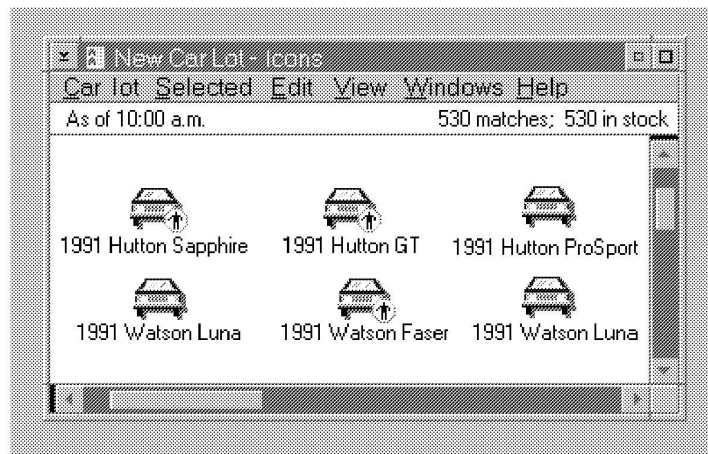 New Car Lot - Icons
Car lot Selected Edit View Windows Help
As of 10:00 a.m. 530 matches; 530 in stock
1991 Hutton Sapphire 1991 Hutton GT 1991 Hutton ProSport
1991 Watson Luna 1991 Watson Faser 1991 Watson Luna